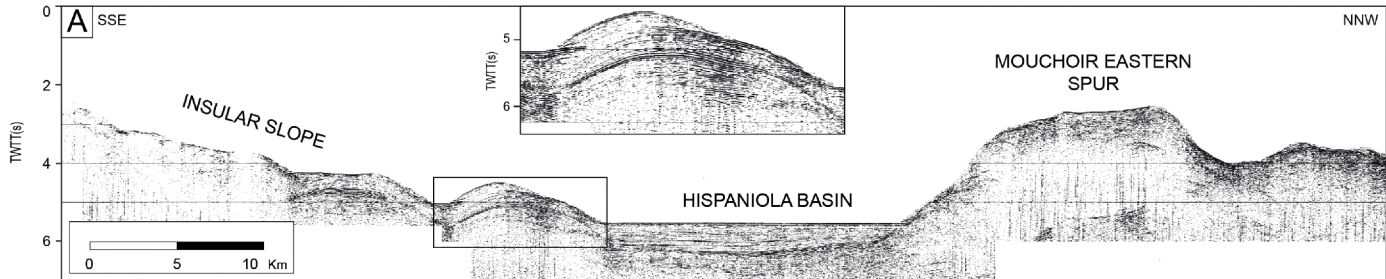 A
SSE
NNW
0
2
4
6
TWTT(s)
INSULAR SLOPE
TWTT(s)
5
6
HISPANIOLA BASIN
MOUCHOIR EASTERN
SPUR
0 5 10 Km